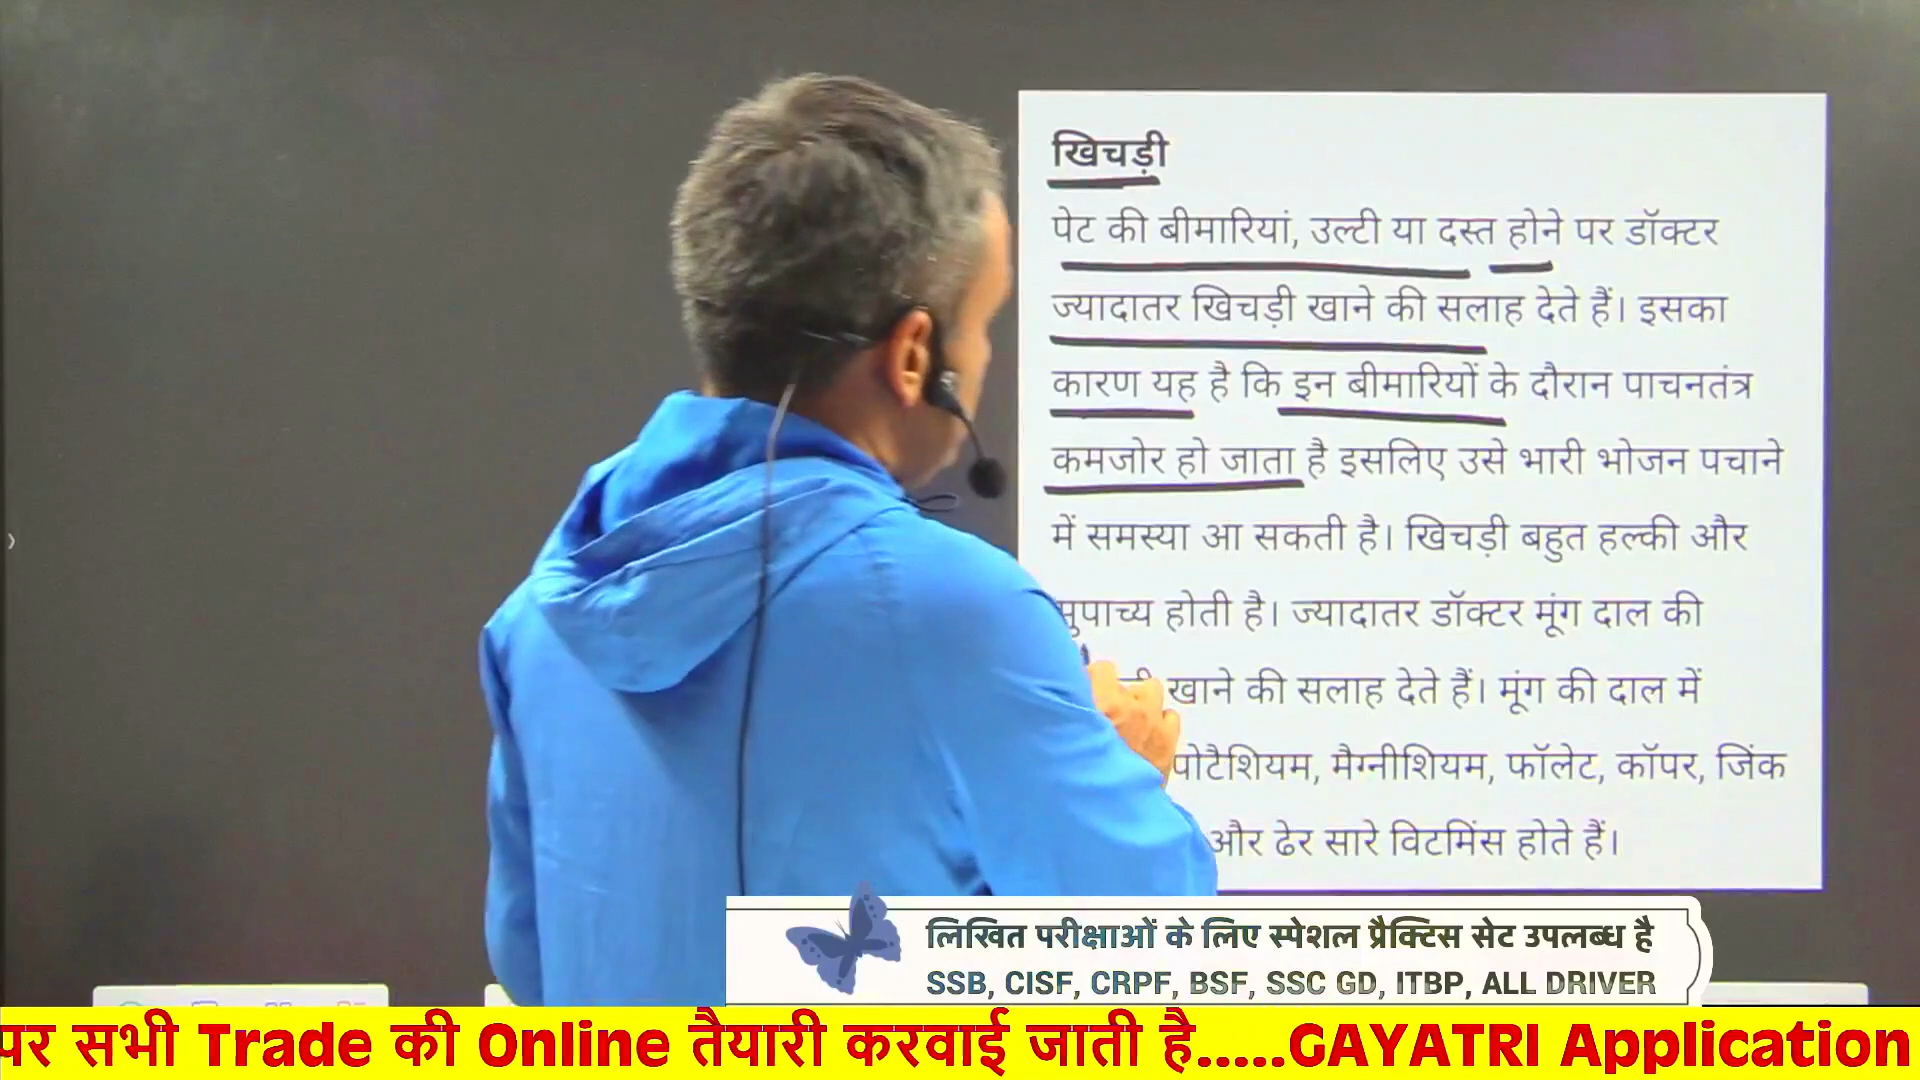 खिचड़ी
पेट की बीमारियां, उल्टी या दस्त होने पर डॉक्टर
ज्यादातर खिचड़ी खाने की सलाह देते हैं। इसका
कारण यह है कि इन बीमारियों के दौरान पाचनतंत्र
कमजोर हो जाता है इसलिए उसे भारी भोजन पचाने
में समस्या आ सकती है। खिचड़ी बहुत हल्की और
सुपाच्य होती है। ज्यादातर डॉक्टर मूंग दाल की
खाने की सलाह देते हैं। मूंग की दाल में
पोटैशियम, मैग्नीशियम, फॉलेट, कॉपर, जिंक
और ढेर सारे विटमिंस होते हैं।
लिखित परीक्षाओं के लिए स्पेशल प्रैक्टिस सेट उपलब्ध है
SSB, CISF, CRPF, BSF, SSC GD, ITBP, ALL DRIVER
पर सभी Trade की Online तैयारी करवाई जाती है.....GAYATRI Application